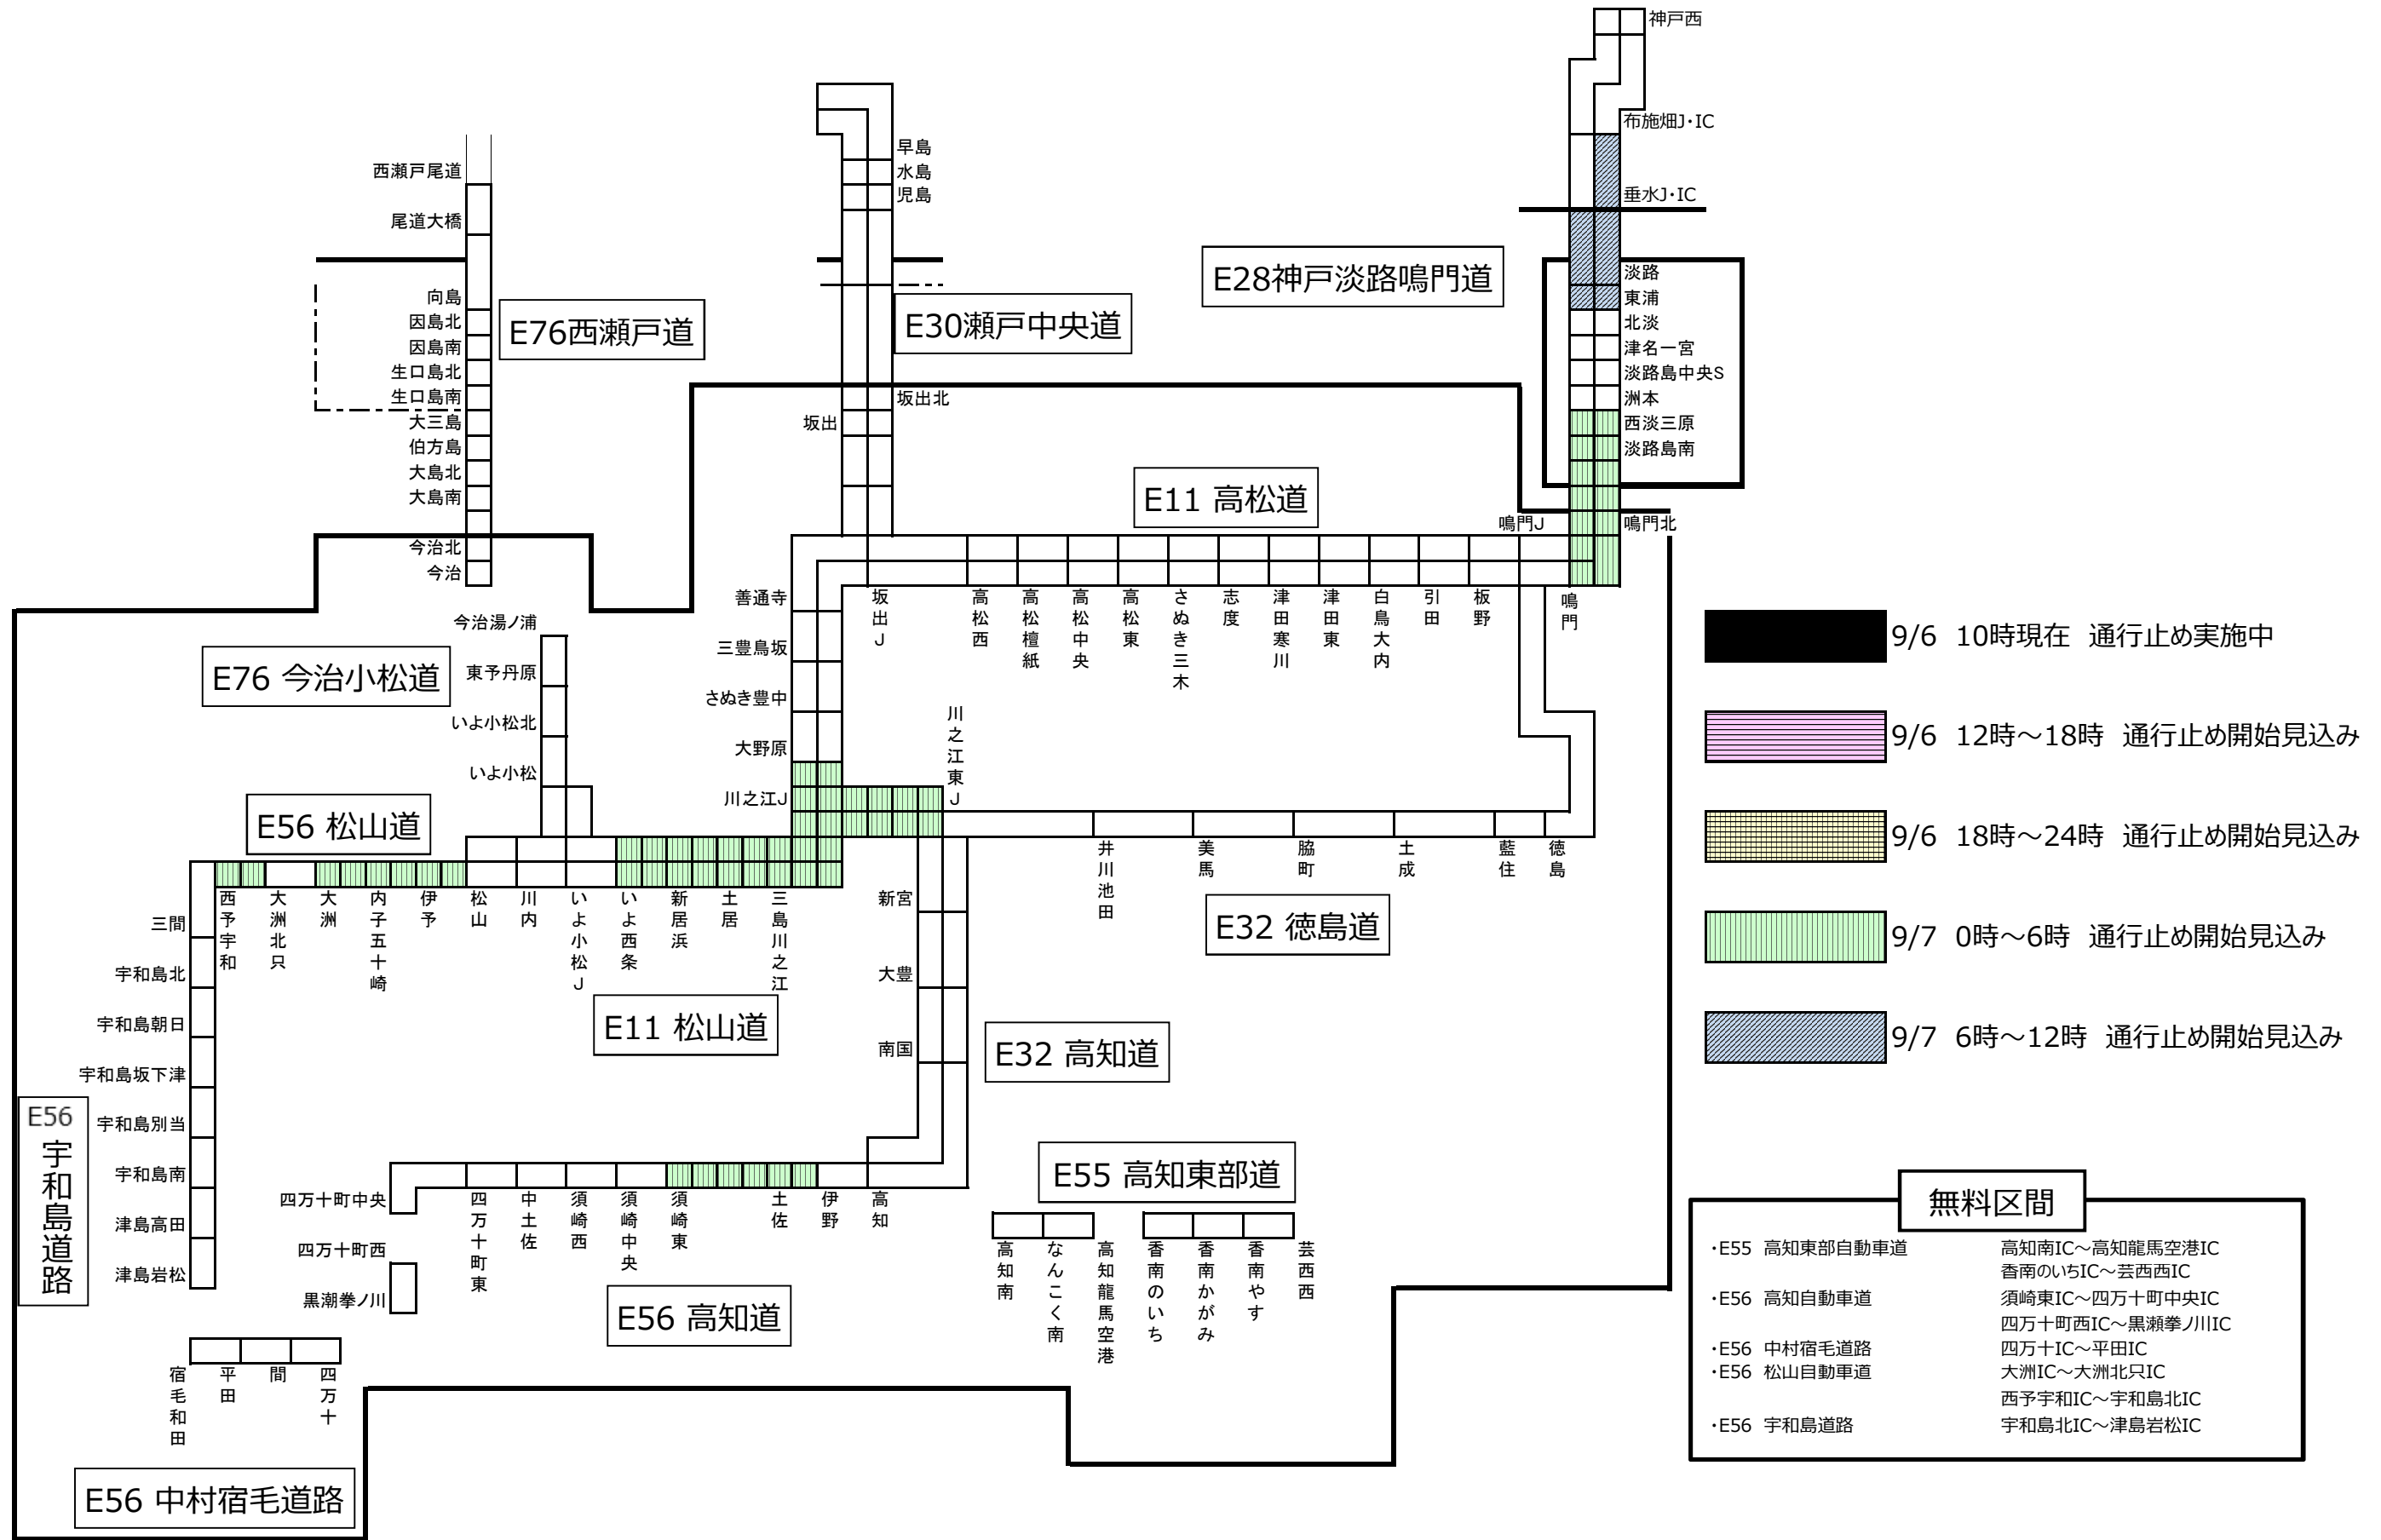 神戸西
布施畑J・IC
垂水J・IC
早島
水島
児島
西瀬戸尾道
尾道大橋
向島
因島北
因島南
生口島北
生口島南
大三島
伯方島
大島北
大島南
今治北
今治
E76西瀬戸道
E30瀬戸中央道
E28神戸淡路鳴門道
淡路
東浦
北淡
津名一宮
淡路島中央S
洲本
西淡三原
淡路島南
坂出北
坂出
E11 高松道
鳴門J
鳴門北
善通寺
三豊鳥坂
さぬき豊中
大野原
川之江J
坂出J
高松西
高松檀紙
高松中央
高松東
さぬき三木
志度
津田寒川
津田東
白鳥大内
引田
板野
鳴門
今治湯ノ浦
東予丹原
いよ小松北
いよ小松
E76 今治小松道
川之江東J
E56 松山道
西予宇和
大洲北只
大洲
内子五十崎
伊予
松山
川内
いよ小松J
いよ西条
新居浜
土居
三島川之江
井川池田
美馬
脇町
土成
藍住
徳島
E32 徳島道
E11 松山道
三間
宇和島北
宇和島朝日
宇和島坂下津
宇和島別当
宇和島南
津島高田
津島岩松
E56
宇和島道路
新宮
大豊
南国
E32 高知道
四万十町中央
四万十町西
黒潮拳ノ川
四万十町東
中土佐
須崎西
須崎中央
須崎東
土佐
伊野
高知
E56 高知道
E55 高知東部道
高知南
なんこく南
高知龍馬空港
香南のいち
香南かがみ
香南やす
芸西西
宿毛和田
平田
間
四万十
E56 中村宿毛道路
9/6 10時現在 通行止め実施中
9/6 12時～18時 通行止め開始見込み
9/6 18時～24時 通行止め開始見込み
9/7 0時～6時 通行止め開始見込み
9/7 6時～12時 通行止め開始見込み
無料区間
・E55 高知東部自動車道 高知南IC～高知龍馬空港IC
香南のいちIC～芸西西IC
・E56 高知自動車道 須崎東IC～四万十町中央IC
四万十町西IC～黒瀬拳ノ川IC
・E56 中村宿毛道路 四万十IC～平田IC
・E56 松山自動車道 大洲IC～大洲北只IC
西予宇和IC～宇和島北IC
・E56 宇和島道路 宇和島北IC～津島岩松IC